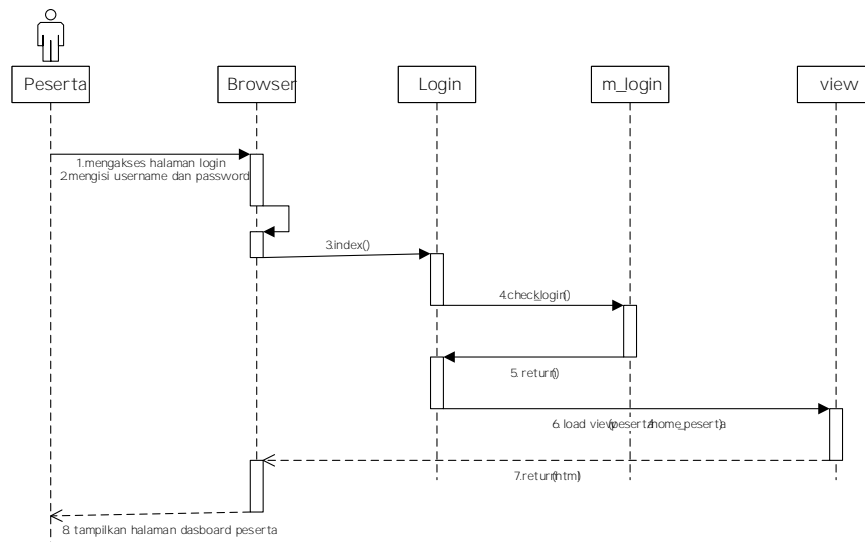 Peserta
Browser
Login
m_login
view
1.mengakses halaman login
2.mengisi username dan password
3.index()
4.check_login()
5. return()
6. load view(peserta/home_peserta)
7.return(html)
8. tampilkan halaman dasboard peserta